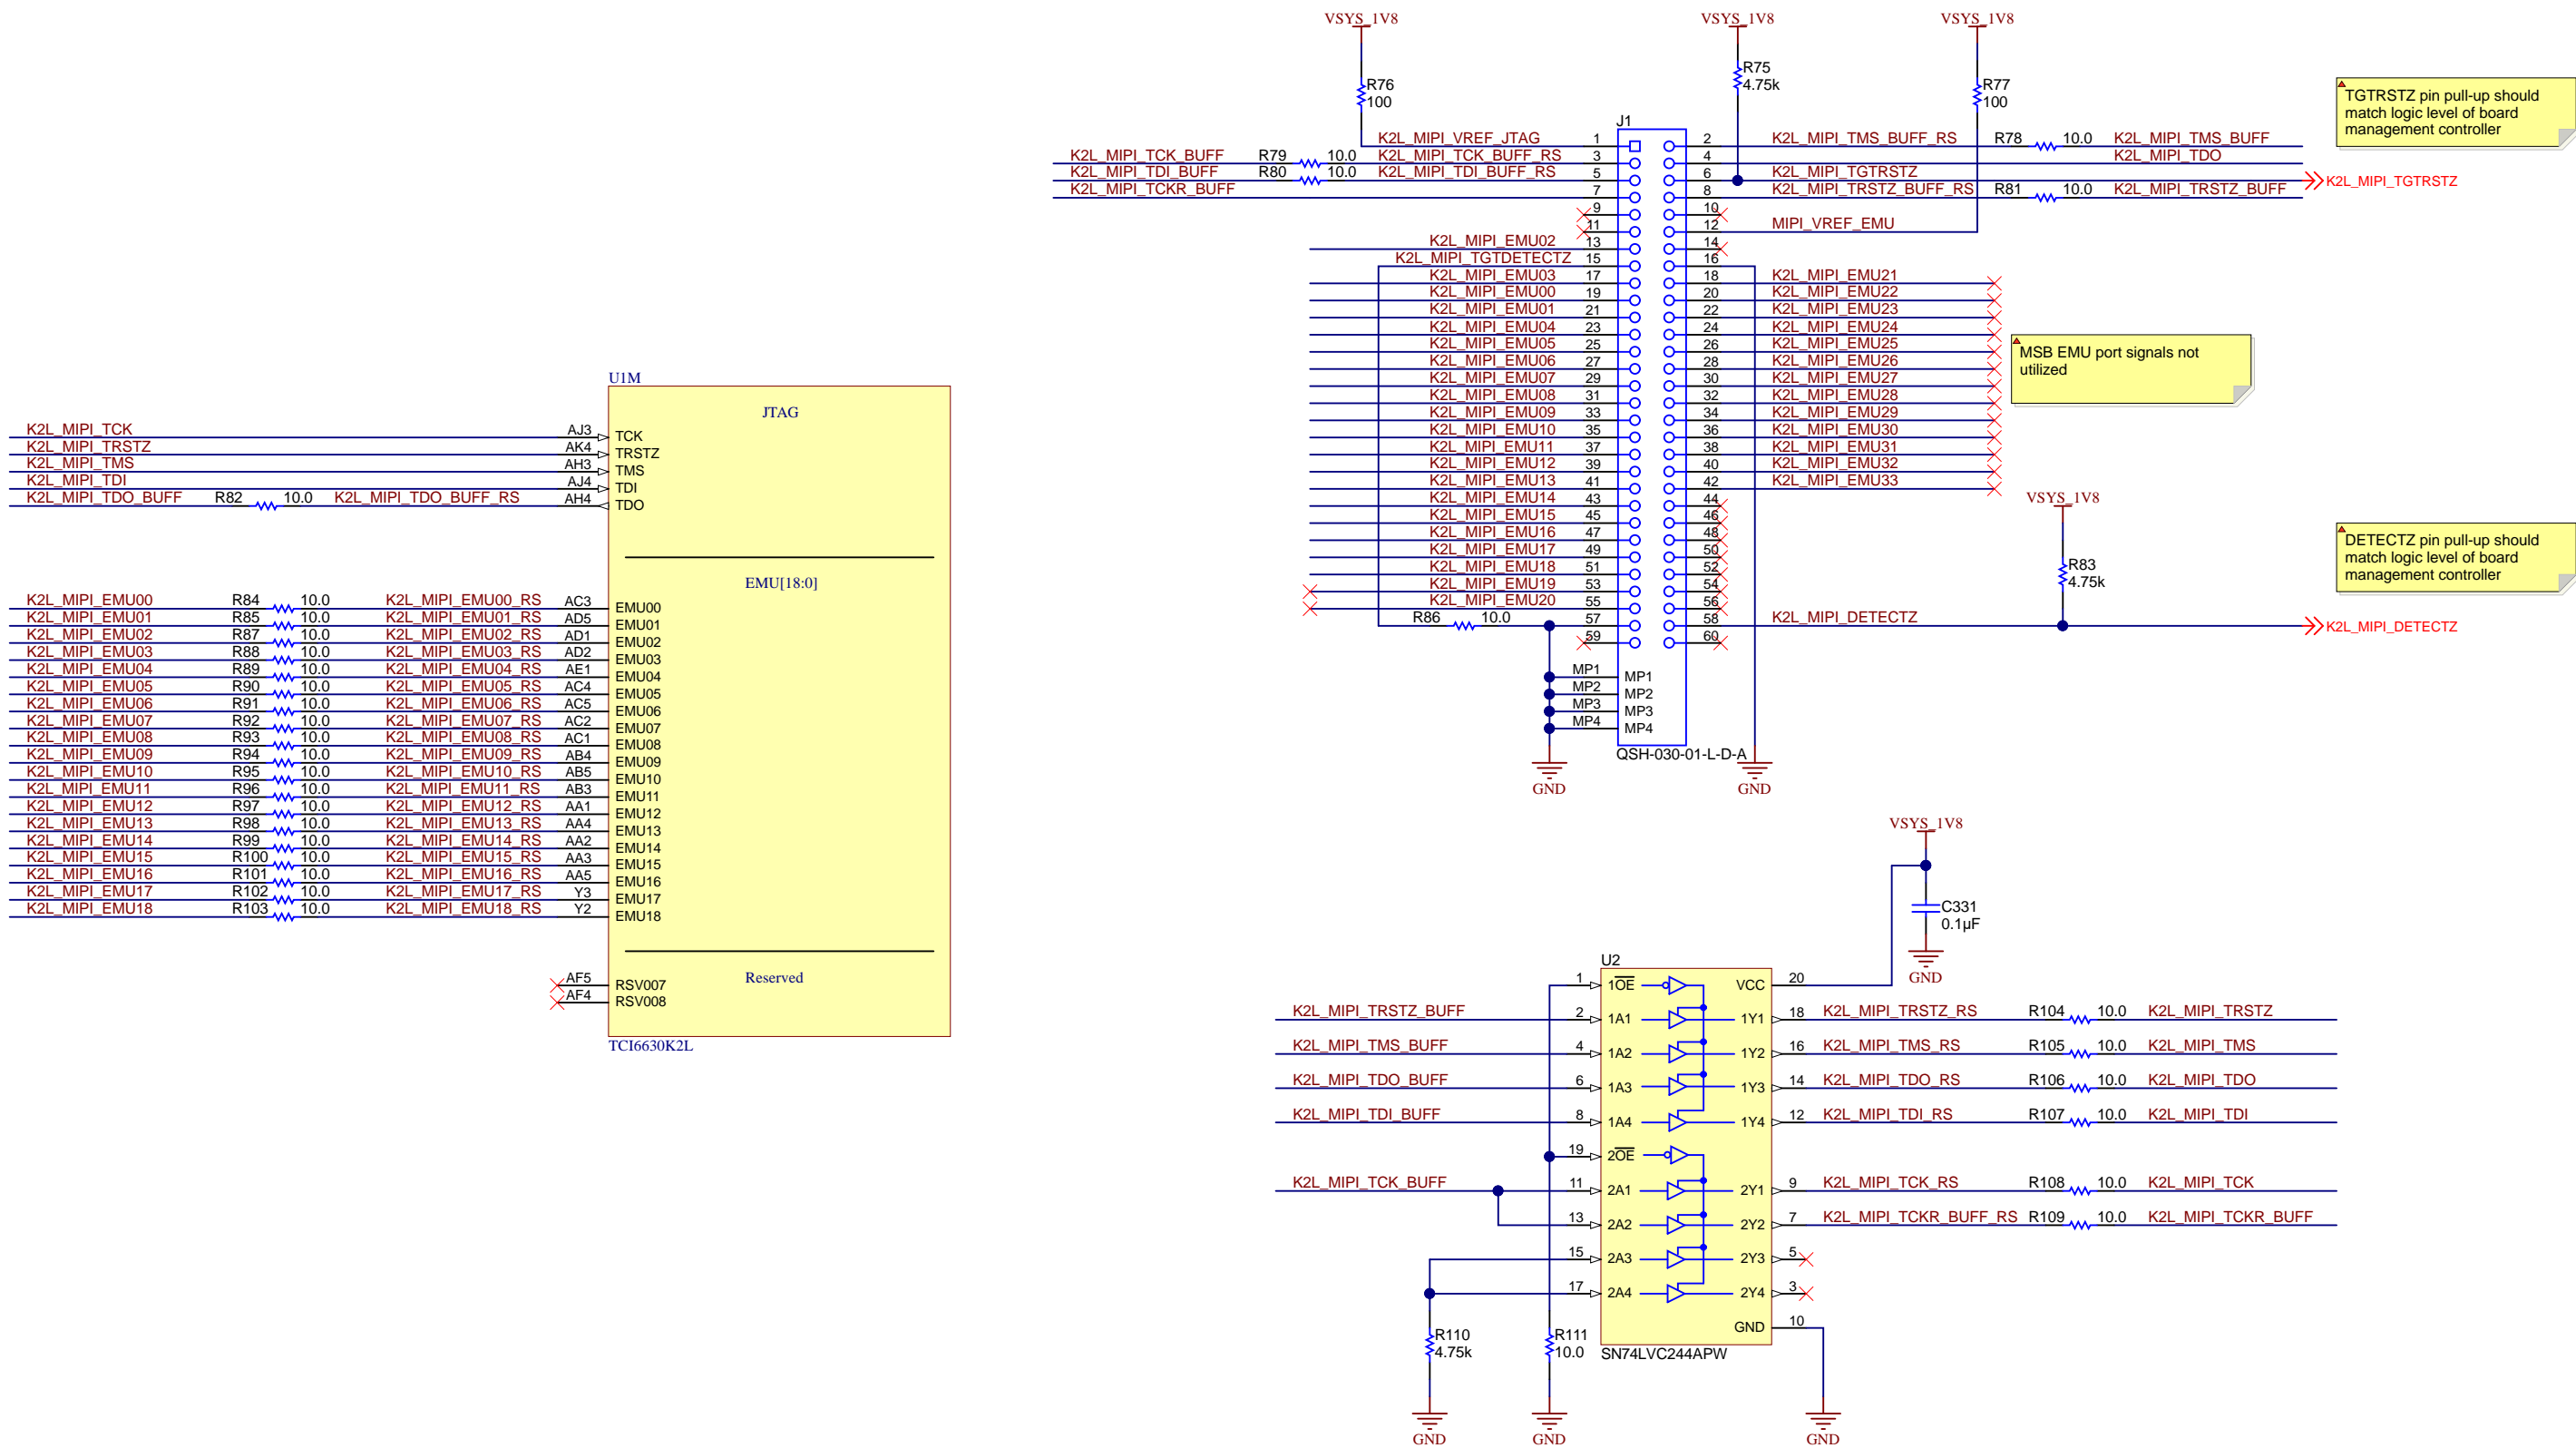 VSYS_1V8
VSYS_1V8
VSYS_1V8
R76
100
R75
4.75k
R77
100
TGTRSTZ pin pull-up should
match logic level of board
management controller
J1
K2L_MIPI_VREF_JTAG 1 2 K2L_MIPI_TMS_BUFF_RS R78 10.0 K2L_MIPI_TMS_BUFF
K2L_MIPI_TCK_BUFF R79 10.0 K2L_MIPI_TCK_BUFF_RS 3 4 K2L_MIPI_TDO
K2L_MIPI_TDI_BUFF R80 10.0 K2L_MIPI_TDI_BUFF_RS 5 6 K2L_MIPI_TGTRSTZ K2L_MIPI_TGTRSTZ
K2L_MIPI_TCKR_BUFF 7 8 K2L_MIPI_TRSTZ_BUFF_RS R81 10.0 K2L_MIPI_TRSTZ_BUFF
9 10
11 12 MIPI_VREF_EMU
K2L_MIPI_EMU02 13 14
K2L_MIPI_TGTDETECTZ 15 16
K2L_MIPI_EMU03 17 18 K2L_MIPI_EMU21
K2L_MIPI_EMU00 19 20 K2L_MIPI_EMU22
K2L_MIPI_EMU01 21 22 K2L_MIPI_EMU23
K2L_MIPI_EMU04 23 24 K2L_MIPI_EMU24
K2L_MIPI_EMU05 25 26 K2L_MIPI_EMU25
K2L_MIPI_EMU06 27 28 K2L_MIPI_EMU26
K2L_MIPI_EMU07 29 30 K2L_MIPI_EMU27
K2L_MIPI_EMU08 31 32 K2L_MIPI_EMU28
K2L_MIPI_EMU09 33 34 K2L_MIPI_EMU29
K2L_MIPI_EMU10 35 36 K2L_MIPI_EMU30
K2L_MIPI_EMU11 37 38 K2L_MIPI_EMU31
K2L_MIPI_EMU12 39 40 K2L_MIPI_EMU32
K2L_MIPI_EMU13 41 42 K2L_MIPI_EMU33
K2L_MIPI_EMU14 43 44
K2L_MIPI_EMU15 45 46
K2L_MIPI_EMU16 47 48
K2L_MIPI_EMU17 49 50
K2L_MIPI_EMU18 51 52
K2L_MIPI_EMU19 53 54
K2L_MIPI_EMU20 55 56
R86 10.0 57 58 K2L_MIPI_DETECTZ K2L_MIPI_DETECTZ
59 60
MP1 MP1
MP2 MP2
MP3 MP3
MP4 MP4
QSH-030-01-L-D-A
GND
GND
MSB EMU port signals not
utilized
VSYS_1V8
R83
4.75k
DETECTZ pin pull-up should
match logic level of board
management controller
U1M
JTAG
K2L_MIPI_TCK AJ3 TCK
K2L_MIPI_TRSTZ AK4 TRSTZ
K2L_MIPI_TMS AH3 TMS
K2L_MIPI_TDI AJ4 TDI
K2L_MIPI_TDO_BUFF R82 10.0 K2L_MIPI_TDO_BUFF_RS AH4 TDO
EMU[18:0]
K2L_MIPI_EMU00 R84 10.0 K2L_MIPI_EMU00_RS AC3 EMU00
K2L_MIPI_EMU01 R85 10.0 K2L_MIPI_EMU01_RS AD5 EMU01
K2L_MIPI_EMU02 R87 10.0 K2L_MIPI_EMU02_RS AD1 EMU02
K2L_MIPI_EMU03 R88 10.0 K2L_MIPI_EMU03_RS AD2 EMU03
K2L_MIPI_EMU04 R89 10.0 K2L_MIPI_EMU04_RS AE1 EMU04
K2L_MIPI_EMU05 R90 10.0 K2L_MIPI_EMU05_RS AC4 EMU05
K2L_MIPI_EMU06 R91 10.0 K2L_MIPI_EMU06_RS AC5 EMU06
K2L_MIPI_EMU07 R92 10.0 K2L_MIPI_EMU07_RS AC2 EMU07
K2L_MIPI_EMU08 R93 10.0 K2L_MIPI_EMU08_RS AC1 EMU08
K2L_MIPI_EMU09 R94 10.0 K2L_MIPI_EMU09_RS AB4 EMU09
K2L_MIPI_EMU10 R95 10.0 K2L_MIPI_EMU10_RS AB5 EMU10
K2L_MIPI_EMU11 R96 10.0 K2L_MIPI_EMU11_RS AB3 EMU11
K2L_MIPI_EMU12 R97 10.0 K2L_MIPI_EMU12_RS AA1 EMU12
K2L_MIPI_EMU13 R98 10.0 K2L_MIPI_EMU13_RS AA4 EMU13
K2L_MIPI_EMU14 R99 10.0 K2L_MIPI_EMU14_RS AA2 EMU14
K2L_MIPI_EMU15 R100 10.0 K2L_MIPI_EMU15_RS AA3 EMU15
K2L_MIPI_EMU16 R101 10.0 K2L_MIPI_EMU16_RS AA5 EMU16
K2L_MIPI_EMU17 R102 10.0 K2L_MIPI_EMU17_RS Y3 EMU17
K2L_MIPI_EMU18 R103 10.0 K2L_MIPI_EMU18_RS Y2 EMU18
Reserved
AF5 RSV007
AF4 RSV008
TCI6630K2L
VSYS_1V8
C331
0.1µF
GND
U2
1 1OE VCC 20
K2L_MIPI_TRSTZ_BUFF 2 1A1 1Y1 18 K2L_MIPI_TRSTZ_RS R104 10.0 K2L_MIPI_TRSTZ
K2L_MIPI_TMS_BUFF 4 1A2 1Y2 16 K2L_MIPI_TMS_RS R105 10.0 K2L_MIPI_TMS
K2L_MIPI_TDO_BUFF 6 1A3 1Y3 14 K2L_MIPI_TDO_RS R106 10.0 K2L_MIPI_TDO
K2L_MIPI_TDI_BUFF 8 1A4 1Y4 12 K2L_MIPI_TDI_RS R107 10.0 K2L_MIPI_TDI
19 2OE
K2L_MIPI_TCK_BUFF 11 2A1 2Y1 9 K2L_MIPI_TCK_RS R108 10.0 K2L_MIPI_TCK
13 2A2 2Y2 7 K2L_MIPI_TCKR_BUFF_RS R109 10.0 K2L_MIPI_TCKR_BUFF
15 2A3 2Y3 5
17 2A4 2Y4 3
GND 10
R110
4.75k
R111
10.0
SN74LVC244APW
GND
GND
GND